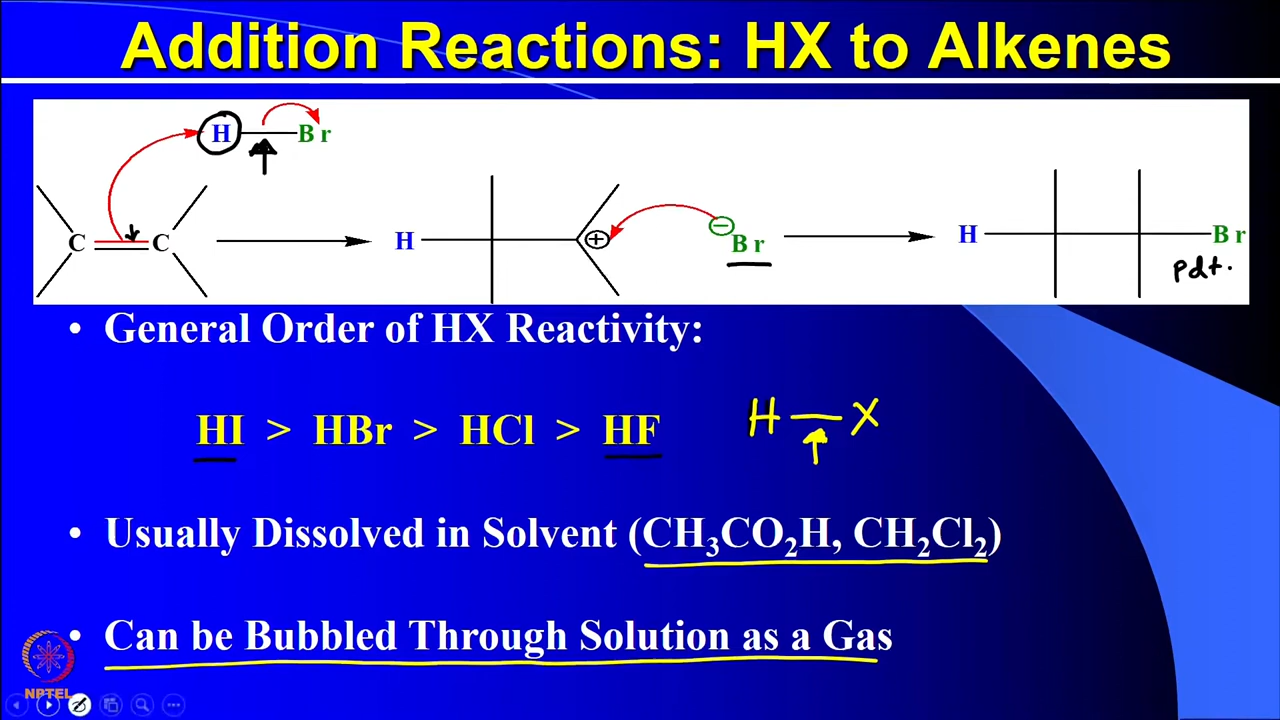 Addition Reactions: HX to Alkenes
H Br
C C H + − Br H Br
pdt.
• General Order of HX Reactivity:
HI > HBr > HCl > HF H — X
• Usually Dissolved in Solvent (CH₃CO₂H, CH₂Cl₂)
• Can be Bubbled Through Solution as a Gas
NPTEL